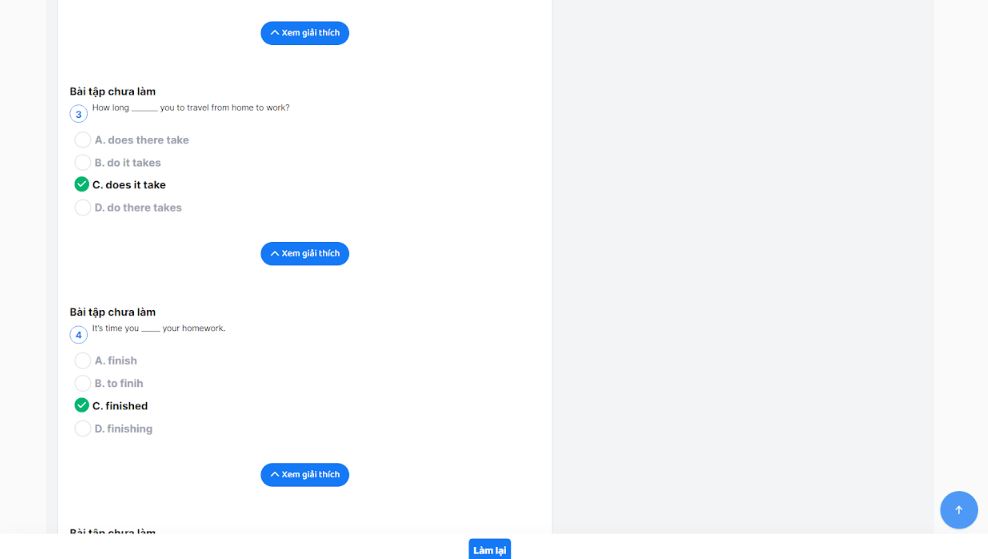 Xem giải thích
Bài tập chưa làm
3 How long ______ you to travel from home to work?
A. does there take
B. do it takes
C. does it take
D. do there takes
Xem giải thích
Bài tập chưa làm
4 It's time you ____ your homework.
A. finish
B. to finih
C. finished
D. finishing
Xem giải thích
Bài tập chưa làm
Làm lại